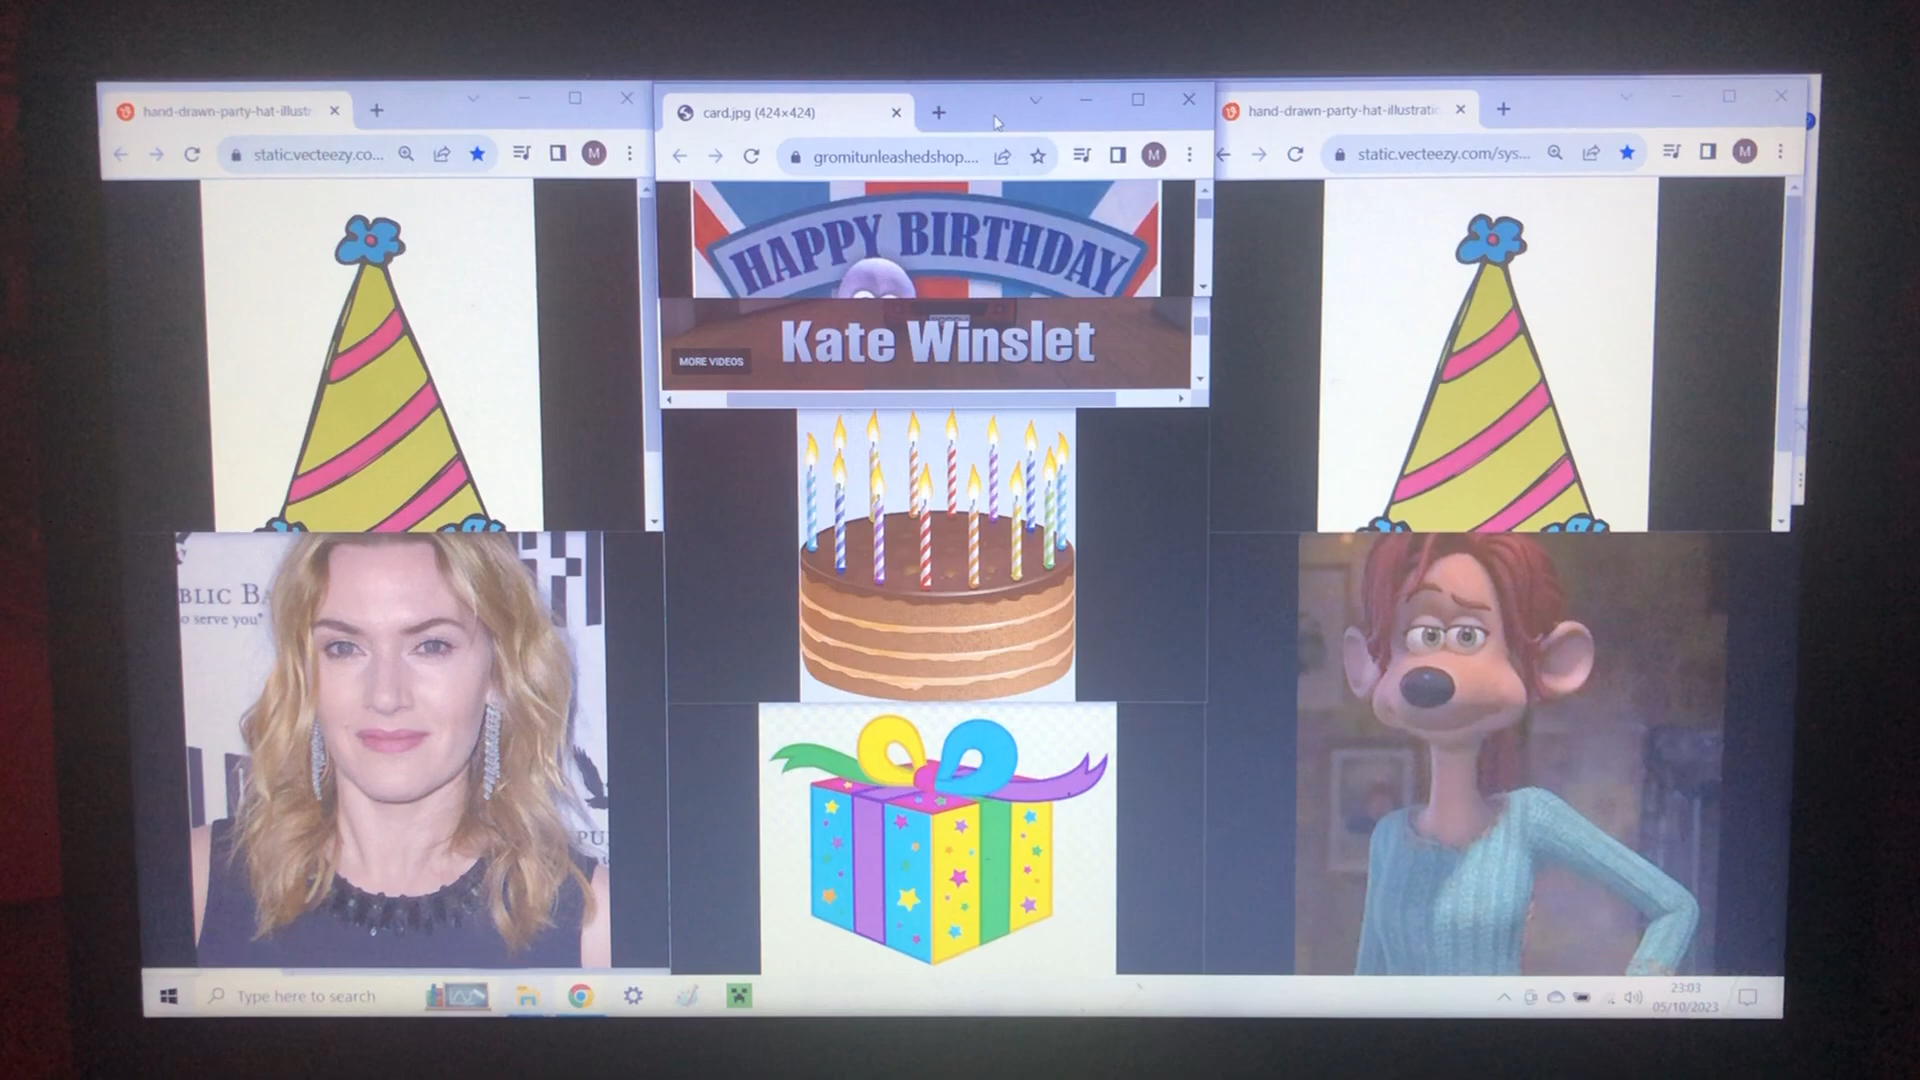 hand-drawn-party-hat-illustr
card.jpg (424×424)
hand-drawn-party-hat-illustratic
static.vecteezy.co...
M
gromitunleashedshop....
M
static.vecteezy.com/sys...
M
HAPPY BIRTHDAY
Kate Winslet
MORE VIDEOS
BLIC BA
o serve you"
PU
Type here to search
23:03
05/10/2023